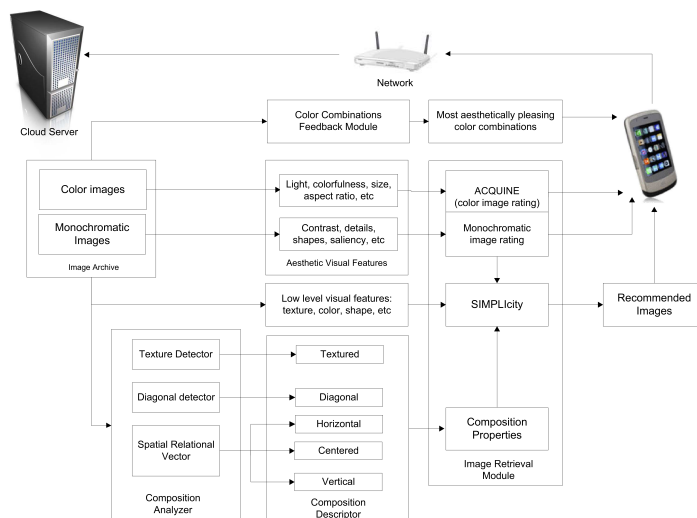 Network
Cloud Server
Color Combinations
Feedback Module
Most aesthetically pleasing
color combinations
Color images
Monochromatic
Images
Image Archive
Light, colorfulness, size,
aspect ratio, etc
Contrast, details,
shapes, saliency, etc
Aesthetic Visual Features
ACQUINE
(color image rating)
Monochromatic
image rating
Low level visual features:
texture, color, shape, etc
SIMPLIcity
Recommended
Images
Texture Detector
Textured
Diagonal detector
Diagonal
Horizontal
Spatial Relational
Vector
Centered
Vertical
Composition
Properties
Image Retrieval
Module
Composition
Analyzer
Composition
Descriptor